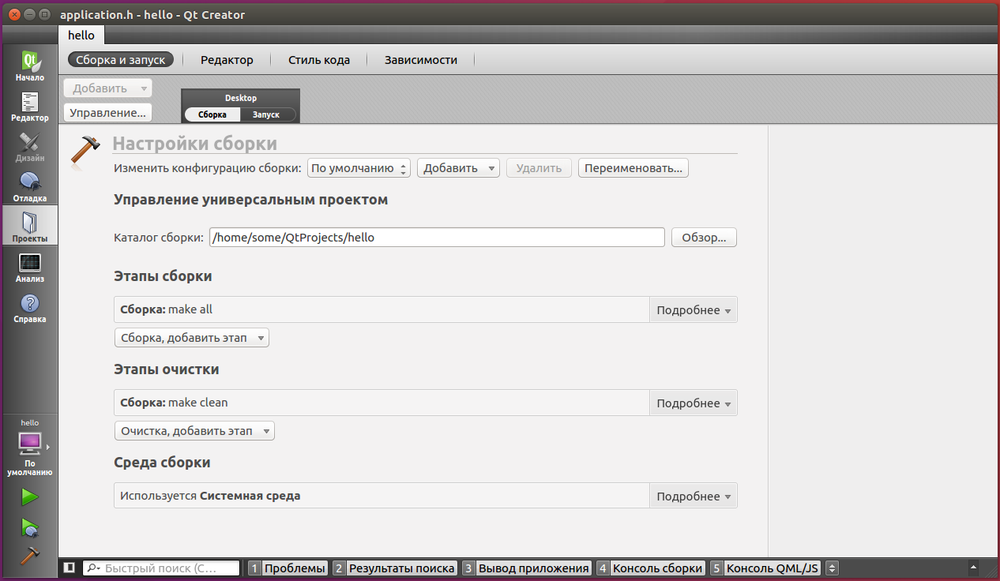 application.h - hello - Qt Creator
hello
Сборка и запуск Редактор Стиль кода Зависимости
Добавить
Управление...
Desktop
Сборка Запуск
Qt
Начало
Редактор
Дизайн
Отладка
Проекты
Анализ
Справка
hello
По
умолчанию
Настройки сборки
Изменить конфигурацию сборки: По умолчанию Добавить Удалить Переименовать...
Управление универсальным проектом
Каталог сборки: /home/some/QtProjects/hello Обзор...
Этапы сборки
Сборка: make all Подробнее
Сборка, добавить этап
Этапы очистки
Сборка: make clean Подробнее
Очистка, добавить этап
Среда сборки
Используется Системная среда Подробнее
Быстрый поиск (С... 1 Проблемы 2 Результаты поиска 3 Вывод приложения 4 Консоль сборки 5 Консоль QML/JS